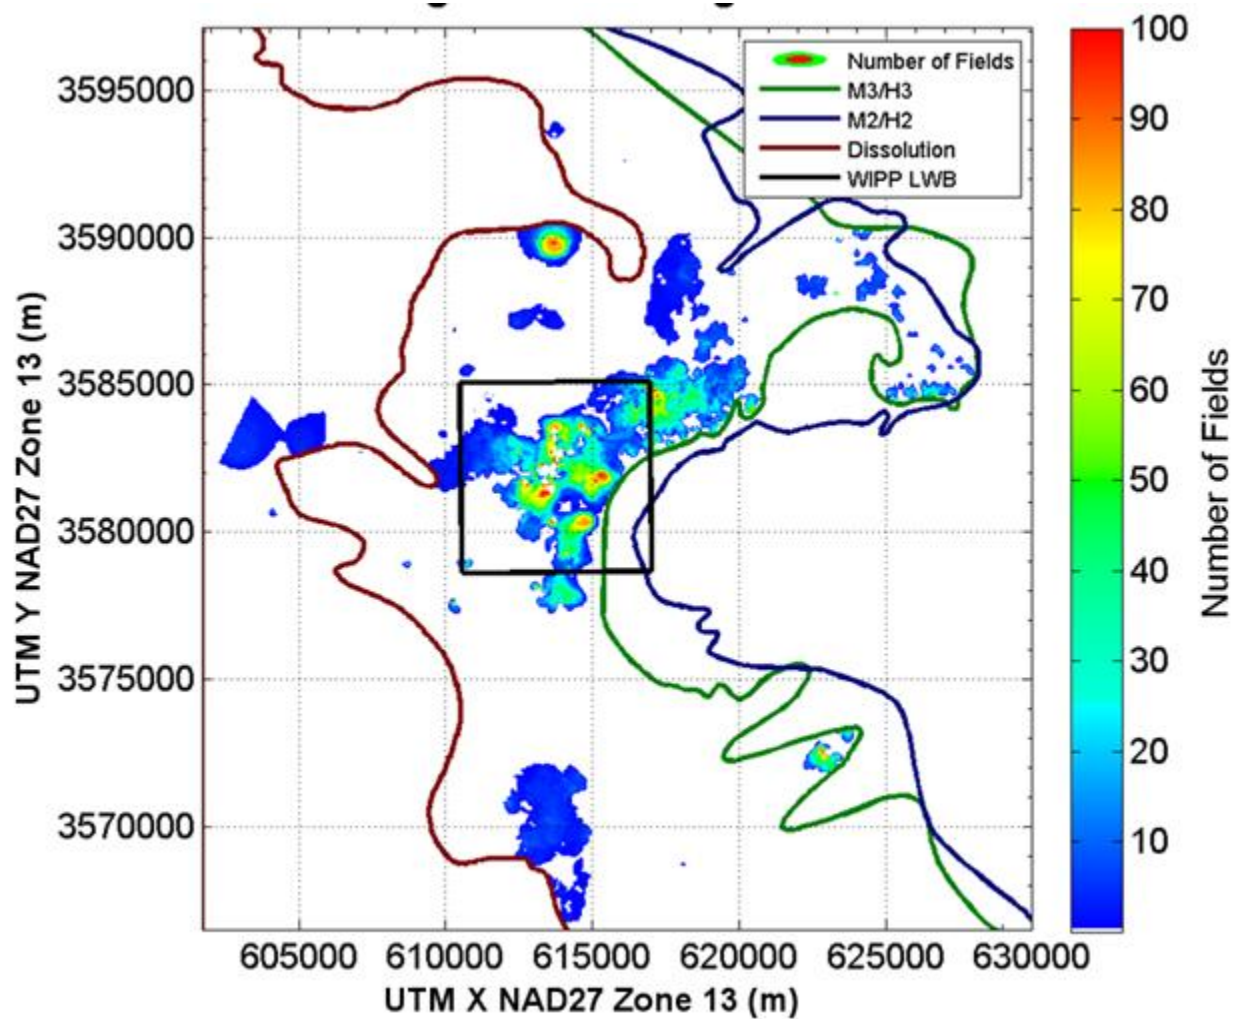 100
90
80
70
60
50
40
30
20
10
Number of Fields
Number of Fields
M3/H3
M2/H2
Dissolution
WIPP LWB
3595000
3590000
3585000
3580000
3575000
3570000
UTM Y NAD27 Zone 13 (m)
605000 610000 615000 620000 625000 630000
UTM X NAD27 Zone 13 (m)